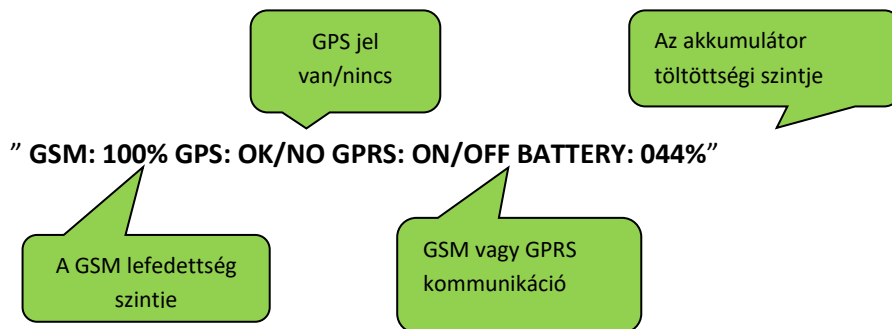 GPS jel
van/nincs
Az akkumulátor
töltöttségi szintje
” GSM: 100% GPS: OK/NO GPRS: ON/OFF BATTERY: 044%”
A GSM lefedettség
szintje
GSM vagy GPRS
kommunikáció